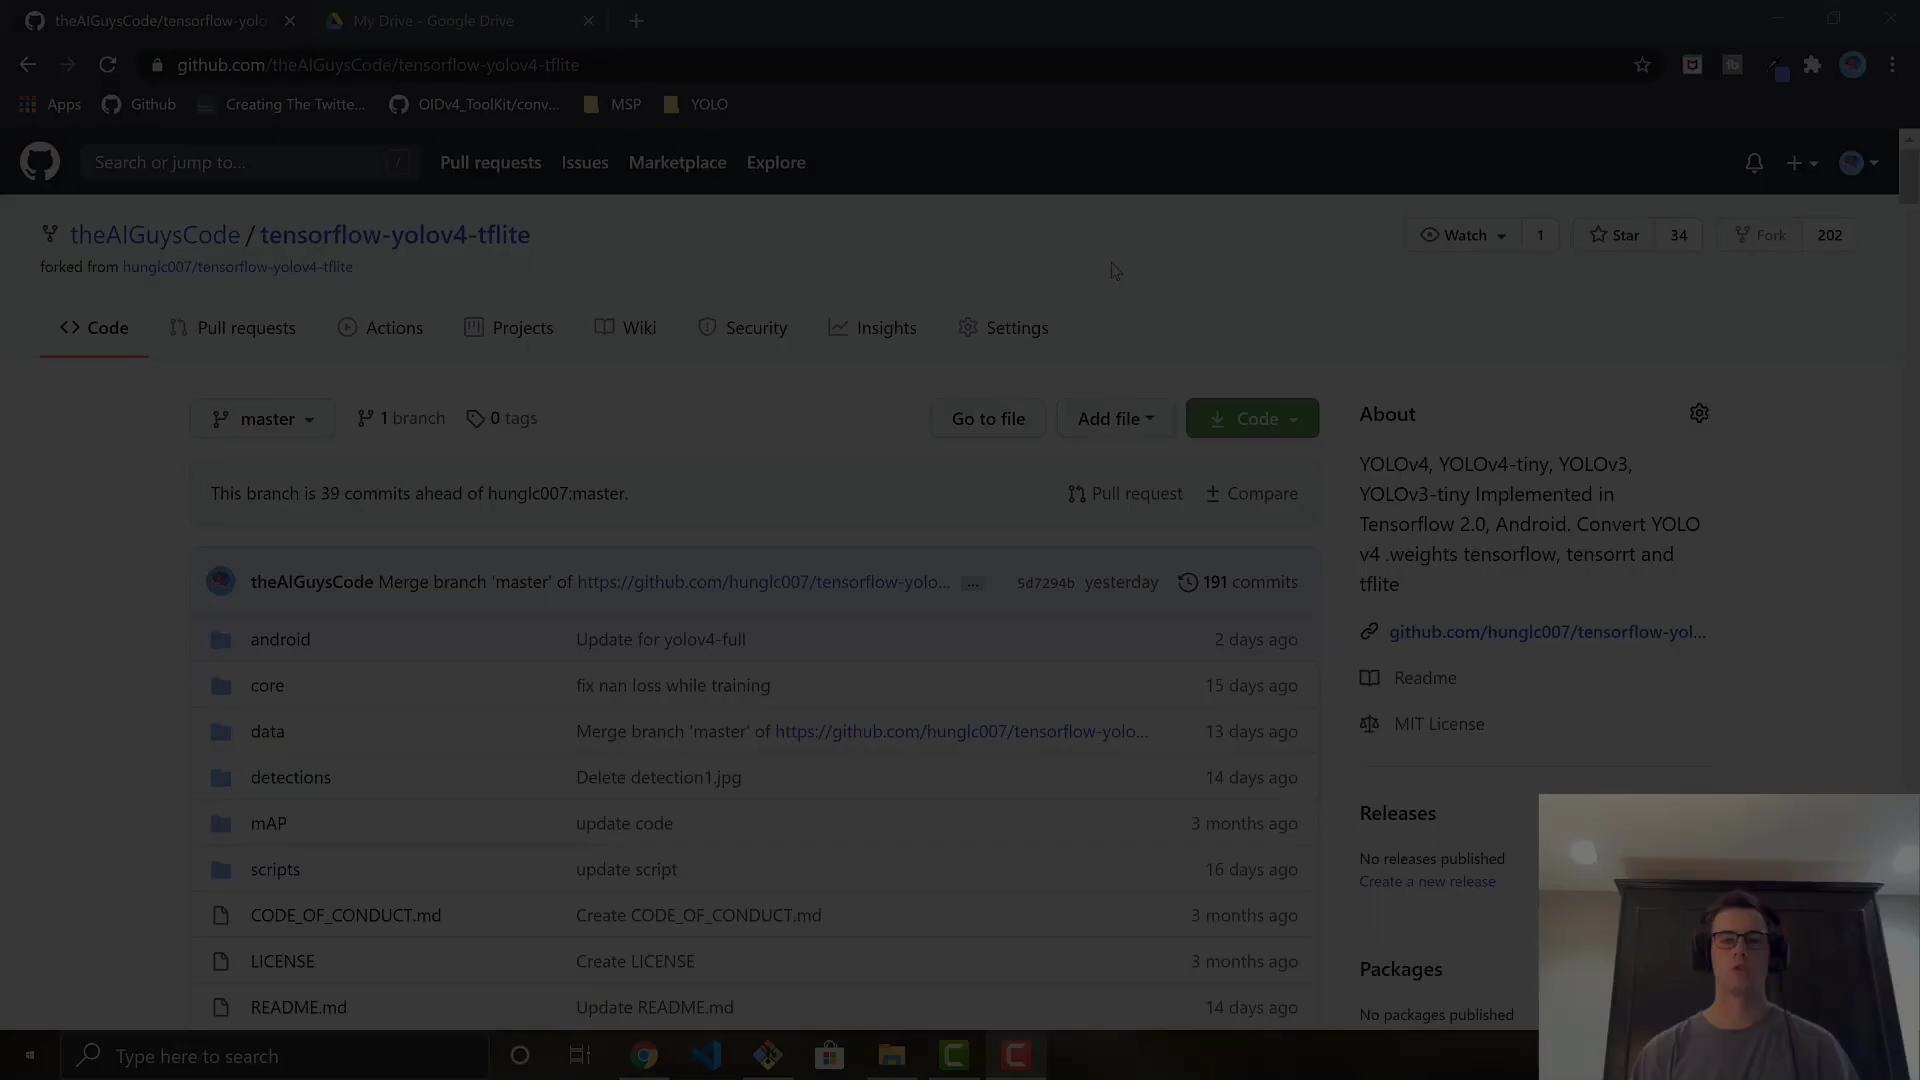 theAIGuysCode/tensorflow-yolo
My Drive - Google Drive
github.com/theAIGuysCode/tensorflow-yolov4-tflite
Apps
Github
Creating The Twitte...
OIDv4_ToolKit/conv...
MSP
YOLO
Search or jump to...
/
Pull requests
Issues
Marketplace
Explore
theAIGuysCode / tensorflow-yolov4-tflite
Watch
1
Star
34
Fork
202
forked from hunglc007/tensorflow-yolov4-tflite
Code
Pull requests
Actions
Projects
Wiki
Security
Insights
Settings
master
1 branch
0 tags
Go to file
Add file
Code
This branch is 39 commits ahead of hunglc007:master.
Pull request
Compare
theAIGuysCode Merge branch 'master' of https://github.com/hunglc007/tensorflow-yolo...
...
5d7294b yesterday
191 commits
android
Update for yolov4-full
2 days ago
core
fix nan loss while training
15 days ago
data
Merge branch 'master' of https://github.com/hunglc007/tensorflow-yolo...
13 days ago
detections
Delete detection1.jpg
14 days ago
mAP
update code
3 months ago
scripts
update script
16 days ago
CODE_OF_CONDUCT.md
Create CODE_OF_CONDUCT.md
3 months ago
LICENSE
Create LICENSE
3 months ago
README.md
Update README.md
14 days ago
About
YOLOv4, YOLOv4-tiny, YOLOv3,
YOLOv3-tiny Implemented in
Tensorflow 2.0, Android. Convert YOLO
v4 .weights tensorflow, tensorrt and
tflite
github.com/hunglc007/tensorflow-yol...
Readme
MIT License
Releases
No releases published
Create a new release
Packages
No packages published
Type here to search